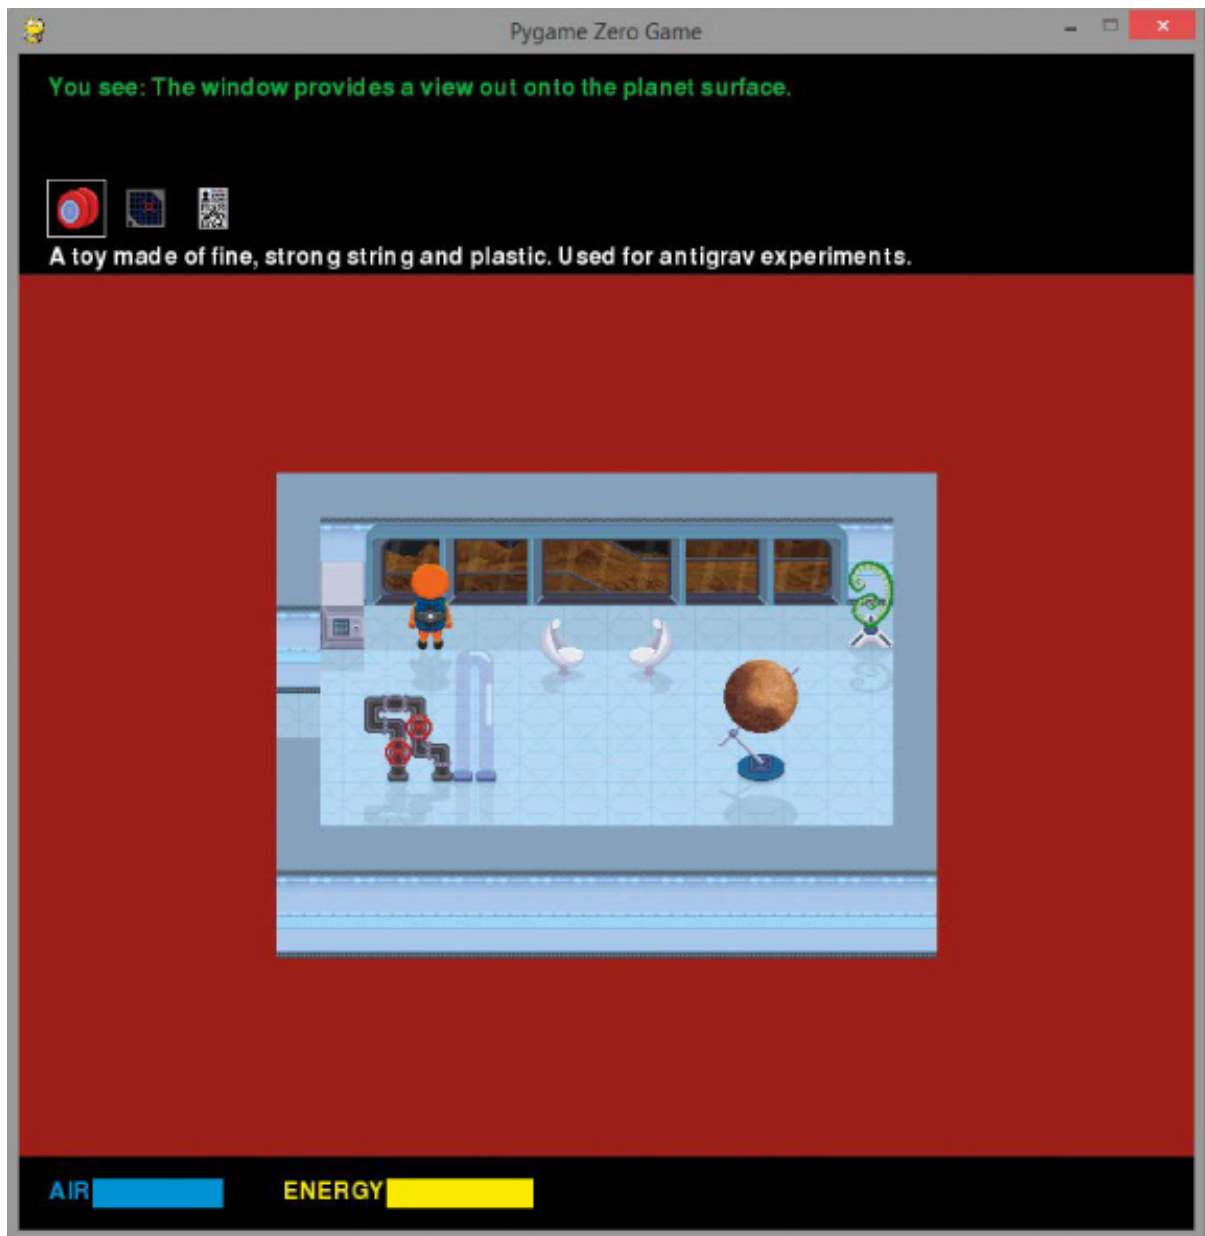 Pygame Zero Game
You see: The window provides a view out onto the planet surface.
A toy made of fine, strong string and plastic. Used for antigrav experiments.
AIR
ENERGY